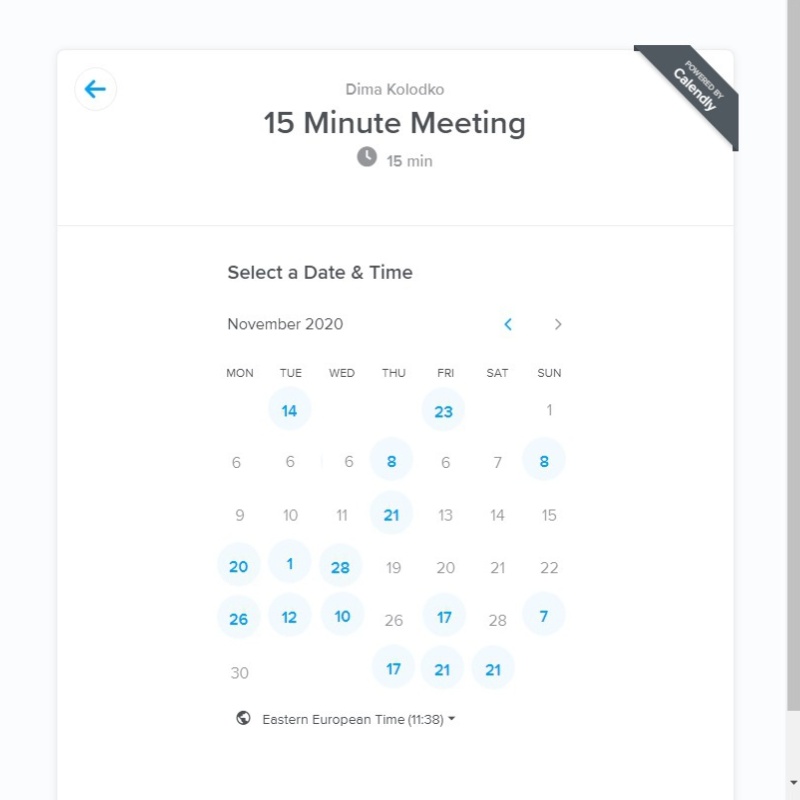 POWERED BY
Calendly
Dima Kolodko
15 Minute Meeting
15 min
Select a Date & Time
November 2020
MON TUE WED THU FRI SAT SUN
14 23 1
6 6 6 8 6 7 8
9 10 11 21 13 14 15
20 1 28 19 20 21 22
26 12 10 26 17 28 7
30 17 21 21
Eastern European Time (11:38)